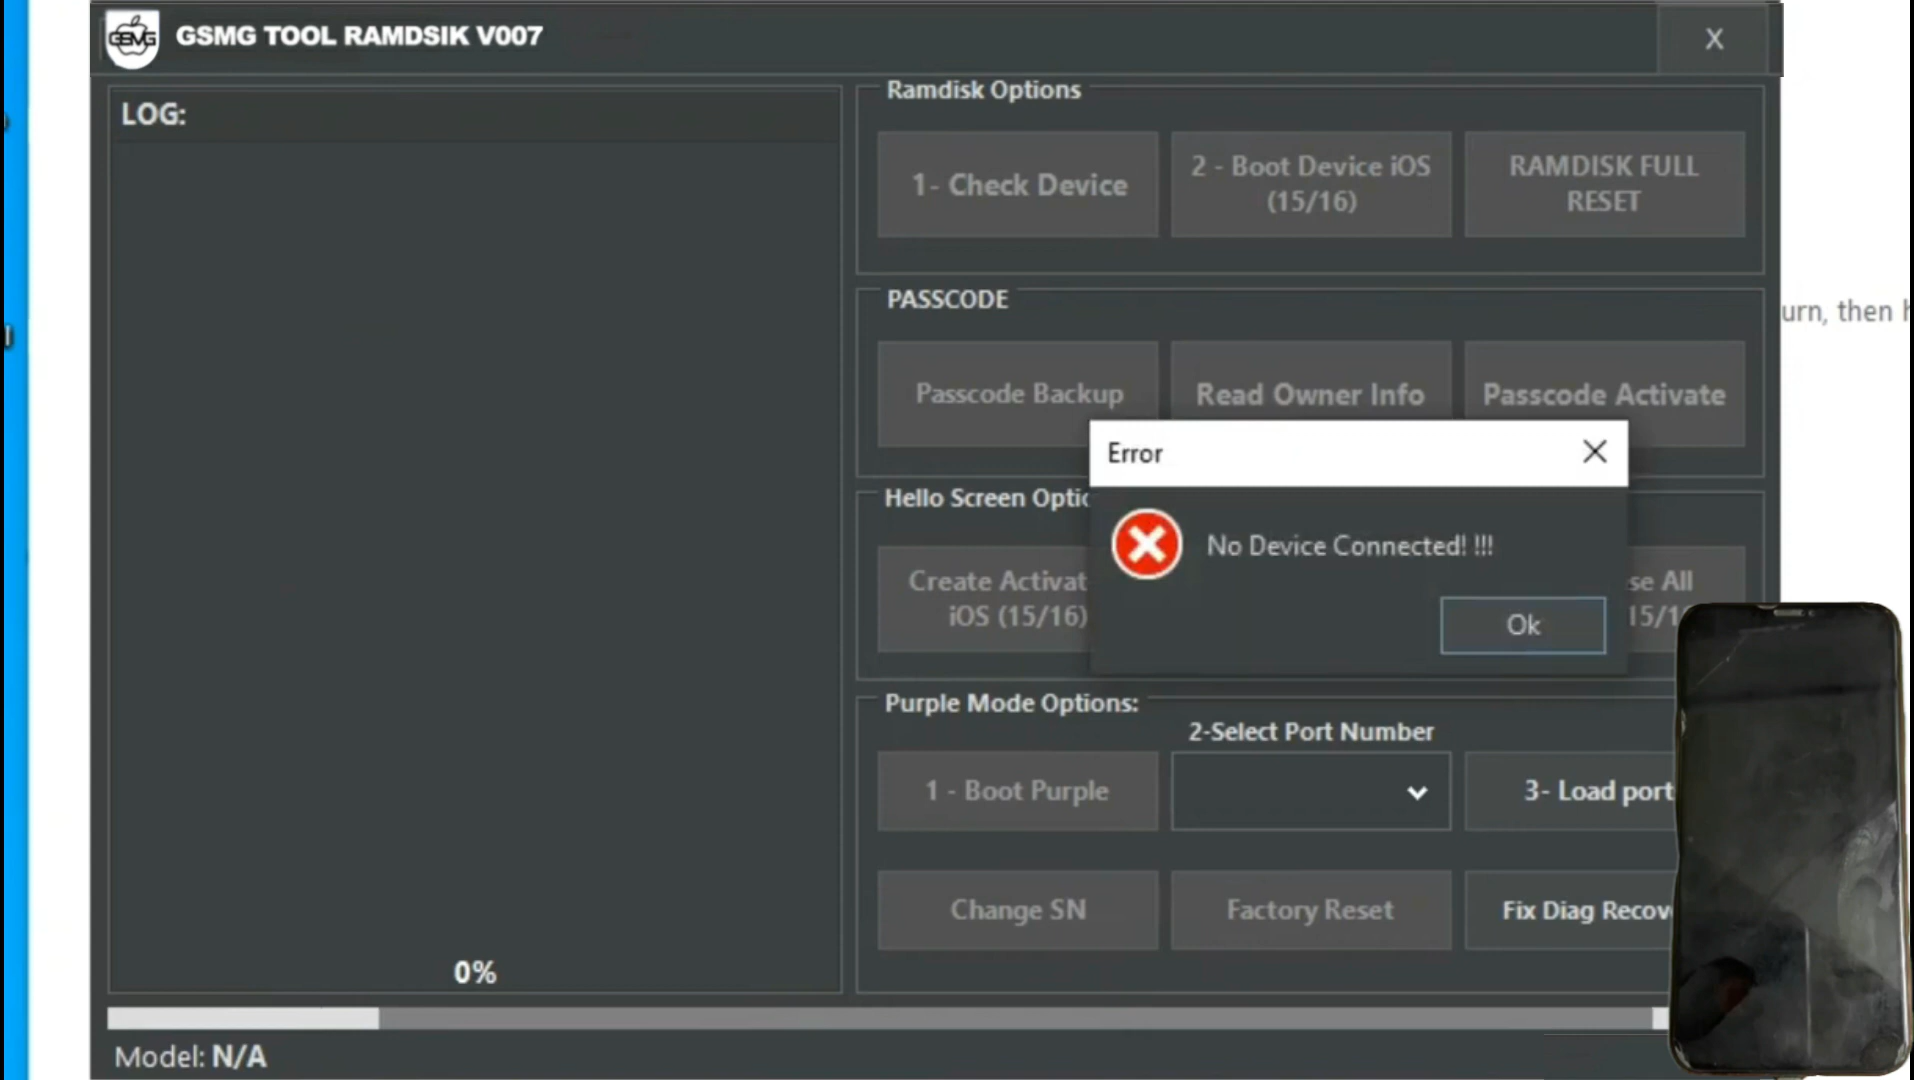 GSMG
GSMG TOOL RAMDSIK V007
X
LOG:
Ramdisk Options
1- Check Device
2 - Boot Device iOS
(15/16)
RAMDISK FULL
RESET
PASSCODE
urn, then
Passcode Backup
Read Owner Info
Passcode Activate
Error
Hello Screen Optio
No Device Connected! !!!
Create Activat
iOS (15/16)
se All
15/1
Ok
Purple Mode Options:
2-Select Port Number
1 - Boot Purple
3- Load port
Change SN
Factory Reset
Fix Diag Recov
0%
Model: N/A